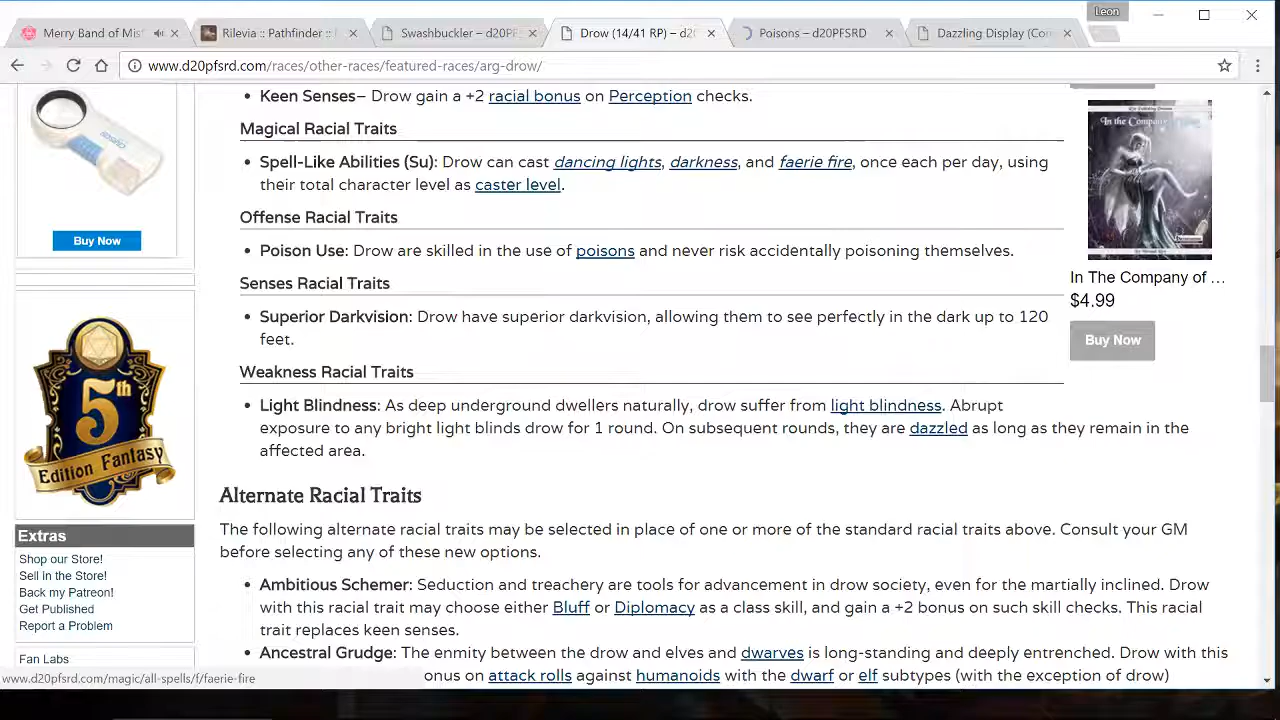 Leon
Merry Band of Mis
Rilevia :: Pathfinder ::
Swashbuckler – d20PF
Drow (14/41 RP) – d2
Poisons – d20PFSRD
Dazzling Display (Co
www.d20pfsrd.com/races/other-races/featured-races/arg-drow/
• Keen Senses– Drow gain a +2 racial bonus on Perception checks.
Magical Racial Traits
• Spell-Like Abilities (Su): Drow can cast dancing lights, darkness, and faerie fire, once each per day, using
their total character level as caster level.
Offense Racial Traits
• Poison Use: Drow are skilled in the use of poisons and never risk accidentally poisoning themselves.
Senses Racial Traits
• Superior Darkvision: Drow have superior darkvision, allowing them to see perfectly in the dark up to 120
feet.
Weakness Racial Traits
• Light Blindness: As deep underground dwellers naturally, drow suffer from light blindness. Abrupt
exposure to any bright light blinds drow for 1 round. On subsequent rounds, they are dazzled as long as they remain in the
affected area.
Alternate Racial Traits
The following alternate racial traits may be selected in place of one or more of the standard racial traits above. Consult your GM
before selecting any of these new options.
• Ambitious Schemer: Seduction and treachery are tools for advancement in drow society, even for the martially inclined. Drow
with this racial trait may choose either Bluff or Diplomacy as a class skill, and gain a +2 bonus on such skill checks. This racial
trait replaces keen senses.
• Ancestral Grudge: The enmity between the drow and elves and dwarves is long-standing and deeply entrenched. Drow with this
onus on attack rolls against humanoids with the dwarf or elf subtypes (with the exception of drow)
Buy Now
5th
Edition Fantasy
Extras
Shop our Store!
Sell in the Store!
Back my Patreon!
Get Published
Report a Problem
Fan Labs
www.d20pfsrd.com/magic/all-spells/f/faerie-fire
In the Company
In The Company of …
$4.99
Buy Now